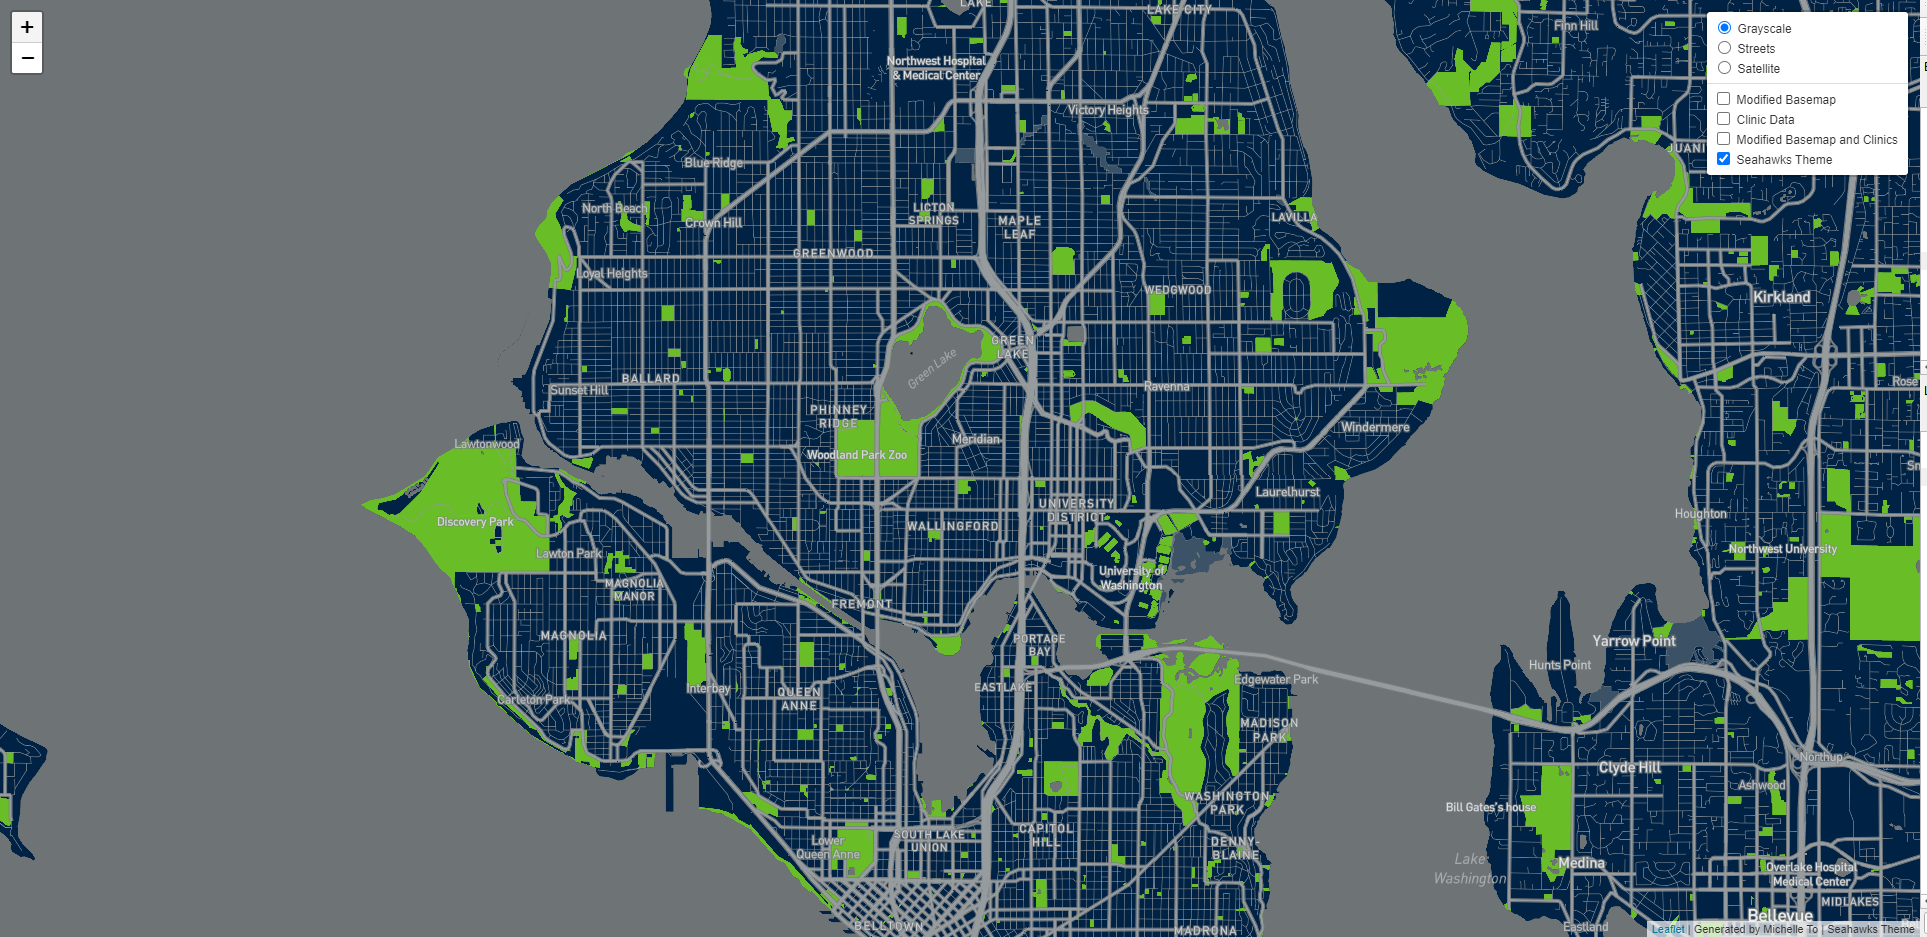 +
−
LAKE
LAKE CITY
Finn Hill
Grayscale
Streets
Satellite
Modified Basemap
Clinic Data
Modified Basemap and Clinics
Seahawks Theme
Northwest Hospital
& Medical Center
Victory Heights
JUANI
Blue Ridge
North Beach
Crown Hill
LICTON
SPRINGS
MAPLE
LEAF
LAVILLA
GREENWOOD
Loyal Heights
WEDGWOOD
Kirkland
GREEN
LAKE
Green Lake
BALLARD
Sunset Hill
Ravenna
Rose
PHINNEY
RIDGE
Meridian
Windermere
Lawtonwood
Woodland Park Zoo
Laurelhurst
UNIVERSITY
DISTRICT
Houghton
Discovery Park
WALLINGFORD
Lawton Park
Northwest University
MAGNOLIA
MANOR
University of
Washington
FREMONT
MAGNOLIA
PORTAGE
BAY
Yarrow Point
Hunts Point
Interbay
QUEEN
ANNE
EASTLAKE
Edgewater Park
Carleton Park
MADISON
PARK
Northup
Clyde Hill
Ashwood
WASHINGTON
PARK
Bill Gates's house
SOUTH LAKE
UNION
CAPITOL
HILL
Lower
Queen Anne
DENNY-
BLAINE
Lake
Washington
Medina
Overlake Hospital
Medical Center
MIDLAKES
BELLTOWN
MADRONA
Eastland
Bellevue
Leaflet | Generated by Michelle To | Seahawks Theme